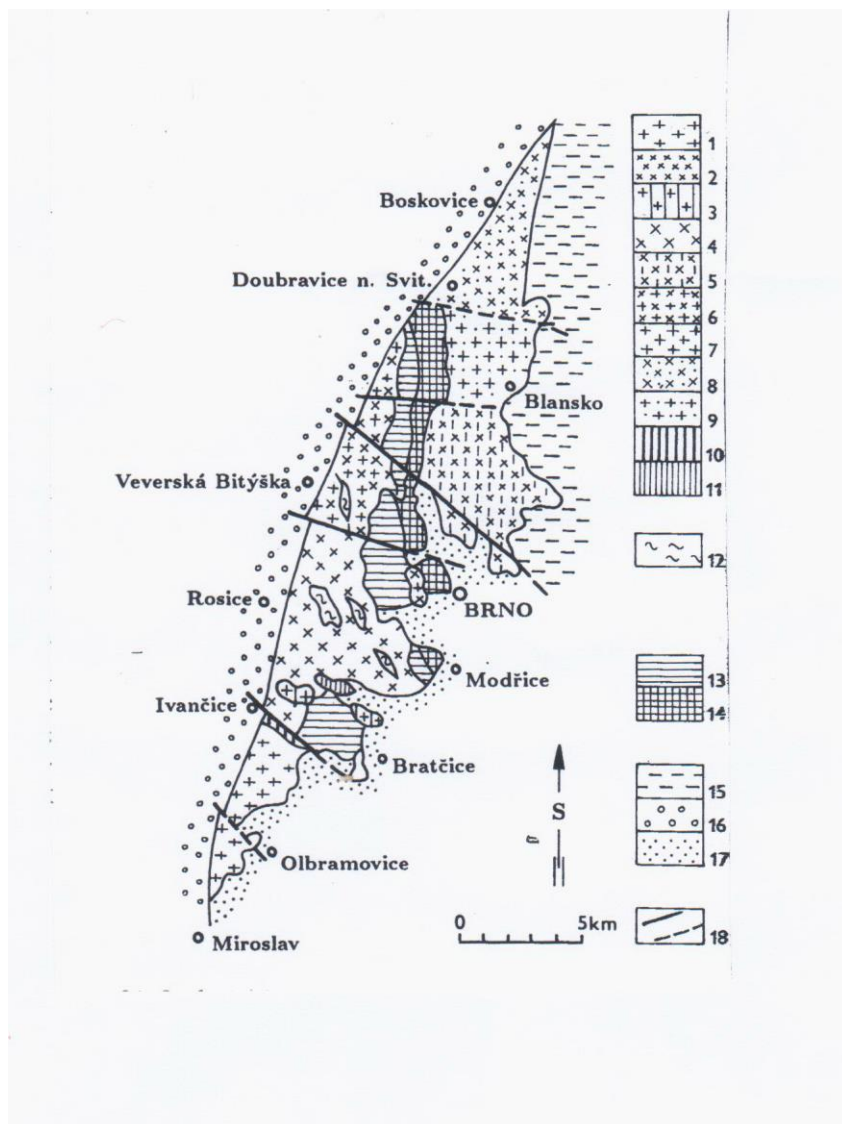 1
2
Boskovice
3
4
Doubravice n. Svit.
5
6
7
8
Blansko
9
10
Veverská Bitýška
11
12
Rosice
BRNO
Modřice
13
Ivančice
14
Bratčice
15
S
16
Olbramovice
17
0 5km
18
Miroslav